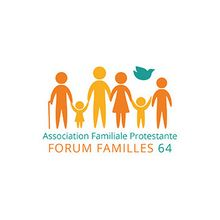 Association Familiale Protestante
FORUM FAMILLES 64